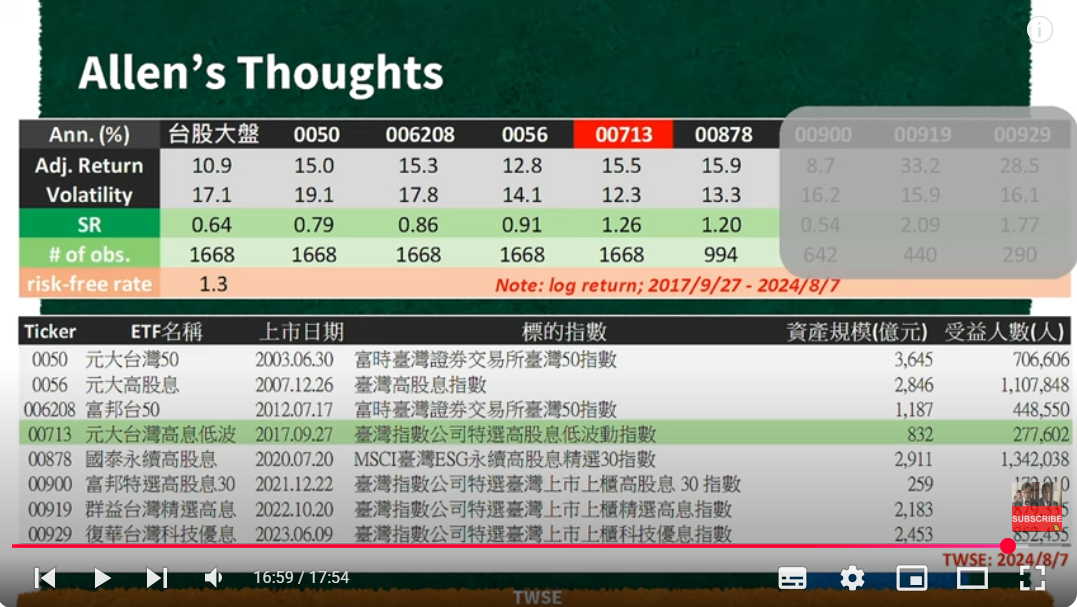 Allen’s Thoughts
Ann. (%) 台股大盤 0050 006208 0056 00713 00878 00900 00919 00929
Adj. Return 10.9 15.0 15.3 12.8 15.5 15.9 8.7 33.2 28.5
Volatility 17.1 19.1 17.8 14.1 12.3 13.3 16.2 15.9 16.1
SR 0.64 0.79 0.86 0.91 1.26 1.20 0.54 2.09 1.77
# of obs. 1668 1668 1668 1668 1668 994 642 440 290
risk-free rate 1.3 Note: log return; 2017/9/27 - 2024/8/7
Ticker ETF名稱 上市日期 標的指數 資產規模(億元) 受益人數(人)
0050 元大台灣50 2003.06.30 富時臺灣證券交易所臺灣50指數 3,645 706,606
0056 元大高股息 2007.12.26 臺灣高股息指數 2,846 1,107,848
006208 富邦台50 2012.07.17 富時臺灣證券交易所臺灣50指數 1,187 448,550
00713 元大台灣高息低波 2017.09.27 臺灣指數公司特選高股息低波動指數 832 277,602
00878 國泰永續高股息 2020.07.20 MSCI臺灣ESG永續高股息精選30指數 2,911 1,342,038
00900 富邦特選高股息30 2021.12.22 臺灣指數公司特選臺灣上市上櫃高股息 30 指數 259
00919 群益台灣精選高息 2022.10.20 臺灣指數公司特選臺灣上市上櫃精選高息指數 2,183
00929 復華台灣科技優息 2023.06.09 臺灣指數公司特選臺灣上市上櫃科技優息指數 2,453 852,435
SUBSCRIBE
TWSE: 2024/8/7
16:59 / 17:54
TWSE